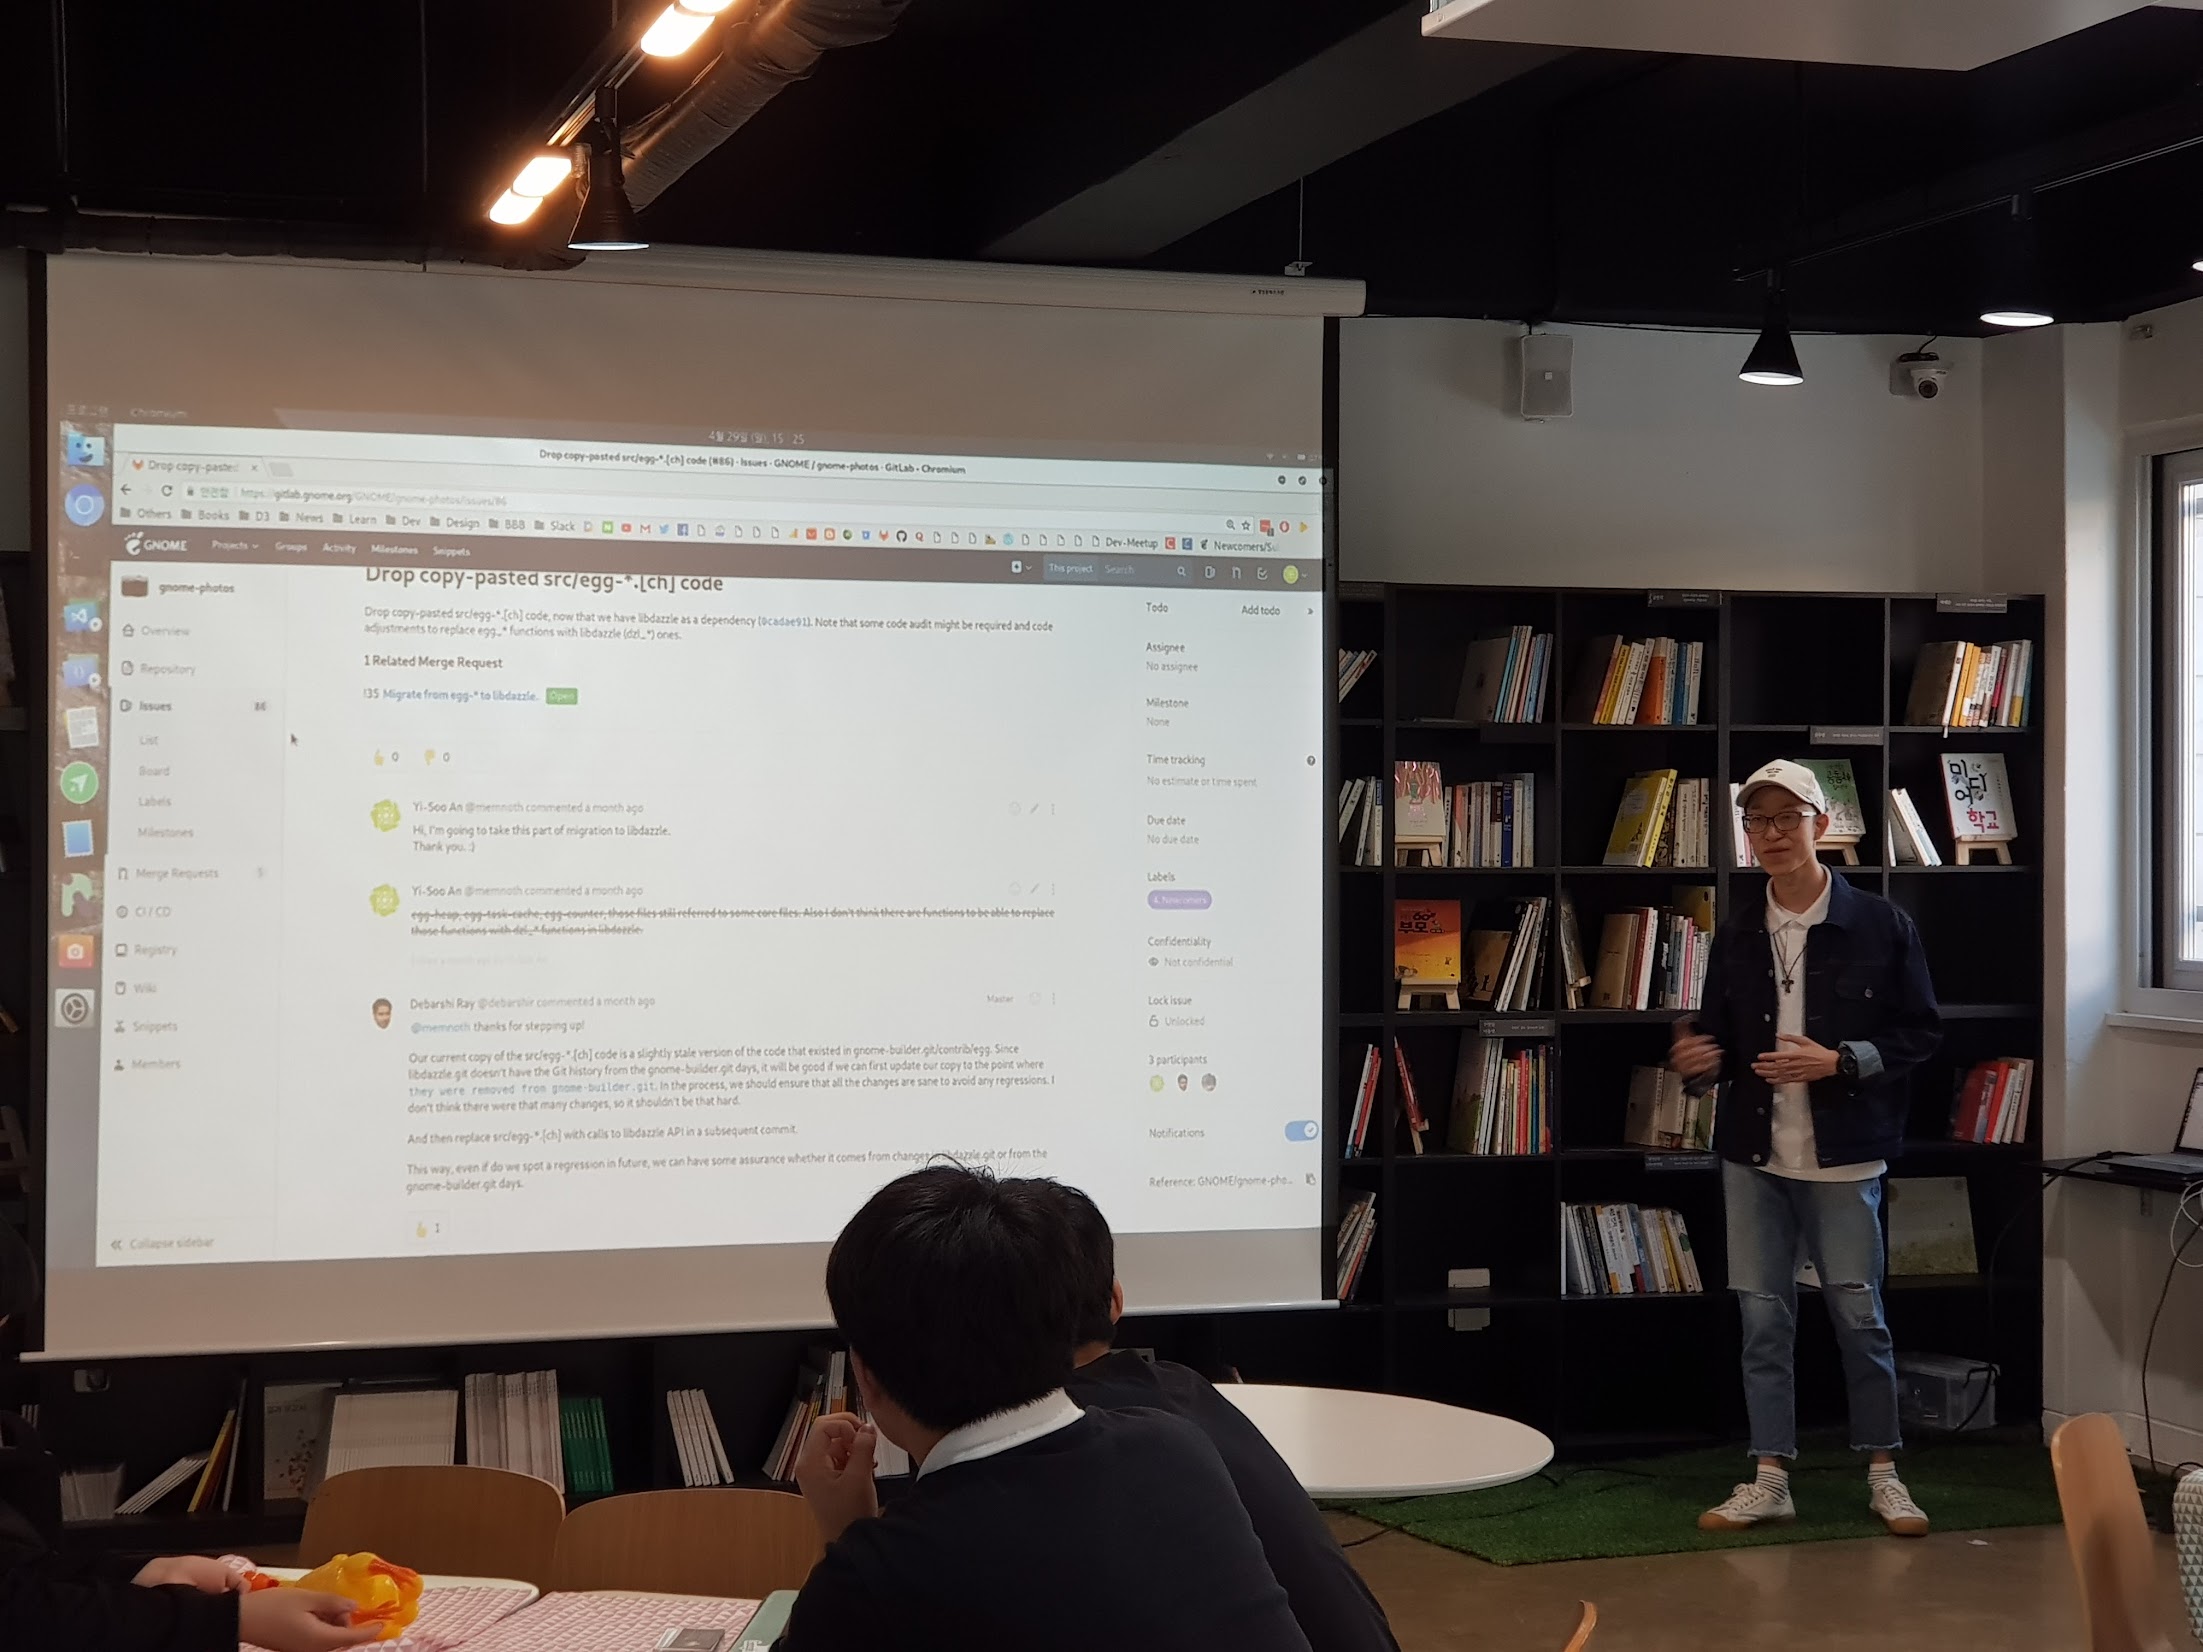 프로그램 Chromium
4월 29일 (일), 15 : 25
Drop copy-pasted src/egg-*.[ch] code (#86) · Issues · GNOME / gnome-photos · GitLab - Chromium
Drop copy-pasted
안전함 https://gitlab.gnome.org/GNOME/gnome-photos/issues/86
Others Books D3 News Learn Dev Design BBB Slack Dev-Meetup Newcomers/Su
GNOME Projects Groups Activity Milestones Snippets
This project Search
gnome-photos
Overview
Repository
Issues
List
Board
Labels
Milestones
Merge Requests 5
CI / CD
Registry
Wiki
Snippets
Members
Collapse sidebar
Drop copy-pasted src/egg-*.[ch] code
Drop copy-pasted src/egg-*.[ch] code, now that we have libdazzle as a dependency (0cadae91). Note that some code audit might be required and code
adjustments to replace egg_* functions with libdazzle (dzl_*) ones.
1 Related Merge Request
!35 Migrate from egg-* to libdazzle. Open
0 0
Yi-Soo An @memnoth commented a month ago
Hi, I'm going to take this part of migration to libdazzle.
Thank you. :)
Yi-Soo An @memnoth commented a month ago
egg-heap, egg-task-cache, egg-counter, those files still referred to some core files. Also I don't think there are functions to be able to replace
those functions with dzl_* functions in libdazzle.
Debarshi Ray @debarshir commented a month ago Master
@memnoth thanks for stepping up!
Our current copy of the src/egg-*.[ch] code is a slightly stale version of the code that existed in gnome-builder.git/contrib/egg. Since
libdazzle.git doesn't have the Git history from the gnome-builder.git days, it will be good if we can first update our copy to the point where
they were removed from gnome-builder.git. In the process, we should ensure that all the changes are sane to avoid any regressions. I
don't think there were that many changes, so it shouldn't be that hard.
And then replace src/egg-*.[ch] with calls to libdazzle API in a subsequent commit.
This way, even if do we spot a regression in future, we can have some assurance whether it comes from changes in libdazzle.git or from the
gnome-builder.git days.
1
Todo Add todo
Assignee
No assignee
Milestone
None
Time tracking
No estimate or time spent
Due date
No due date
Labels
4. Newcomers
Confidentiality
Not confidential
Lock issue
Unlocked
3 participants
Notifications
Reference: GNOME/gnome-pho...
미디어
학교
부모